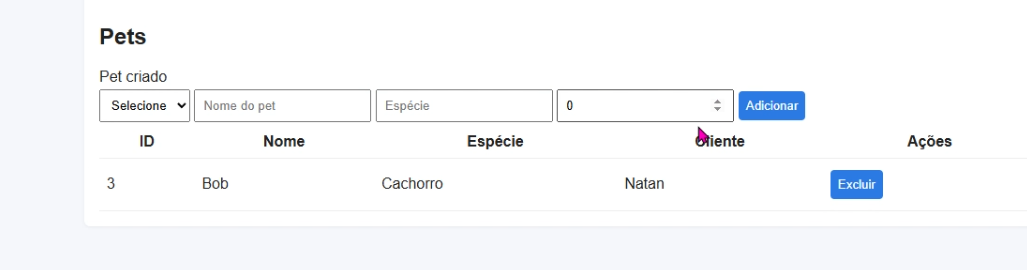 Pets
Pet criado
Selecione Nome do pet Espécie 0 Adicionar
ID Nome Espécie Cliente Ações
3 Bob Cachorro Natan Excluir